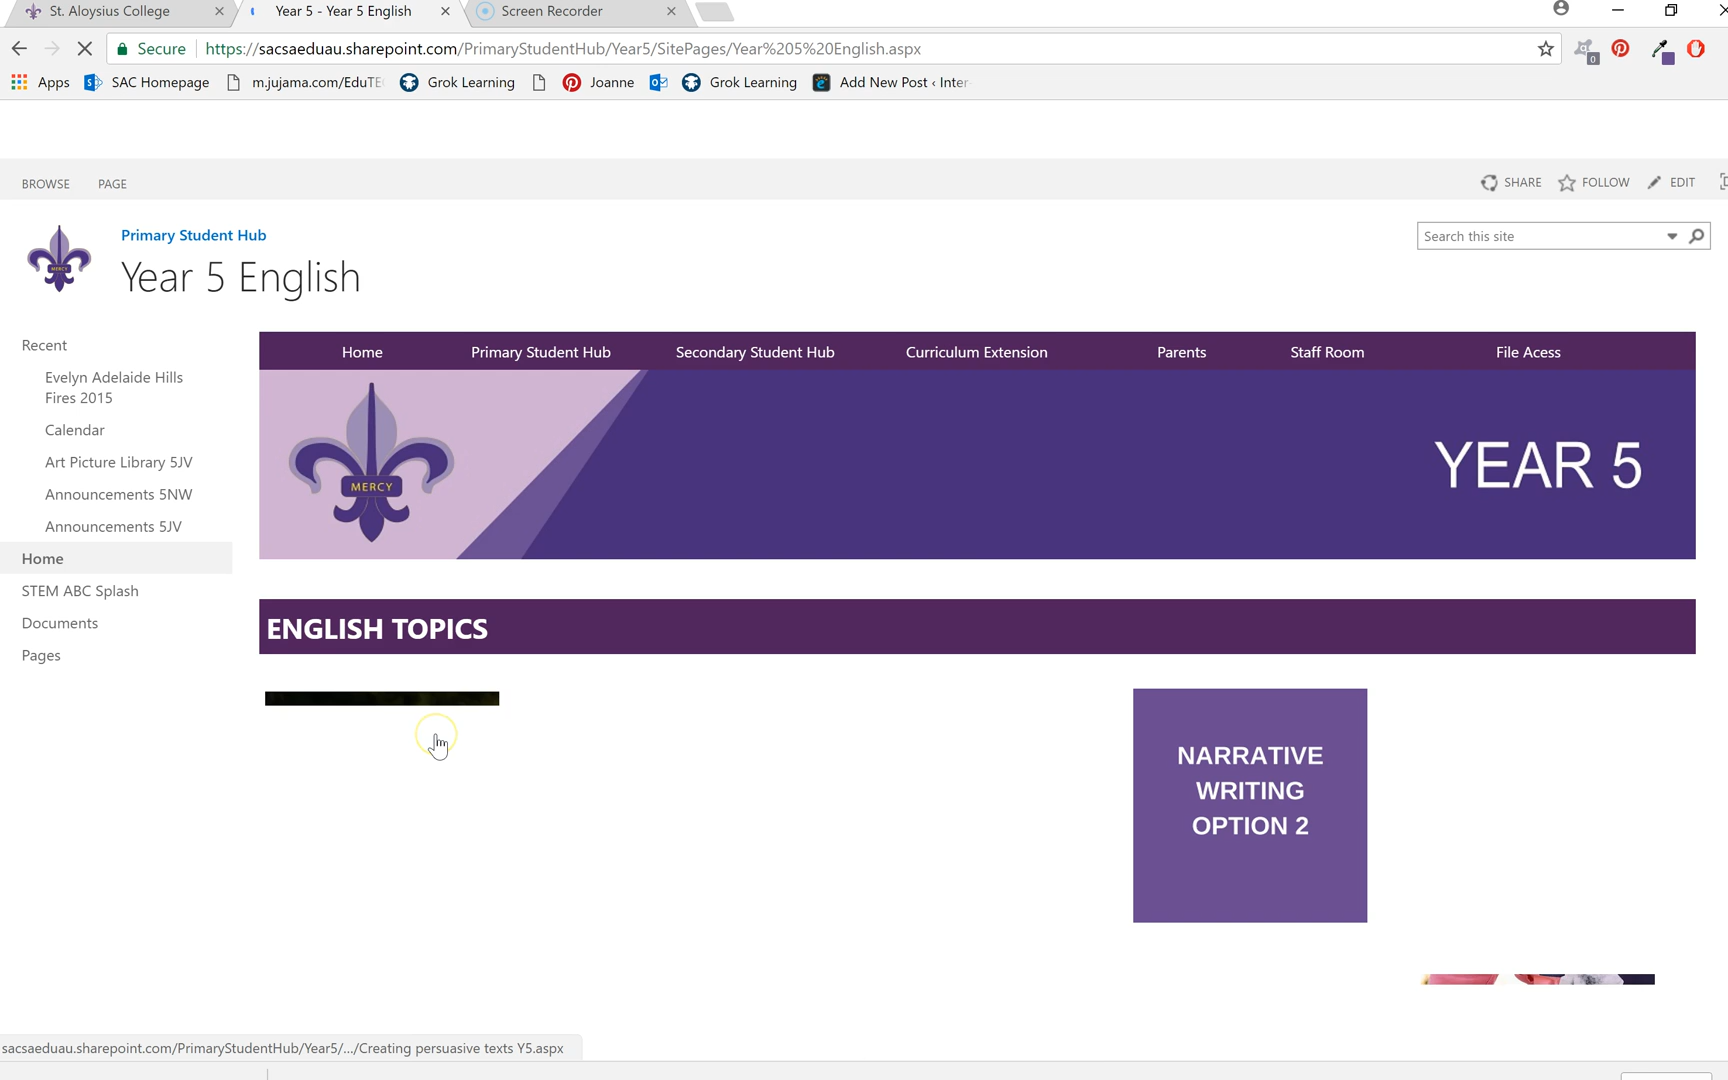 St. Aloysius College
Year 5 - Year 5 English
Screen Recorder
Secure
https://sacsaeduau.sharepoint.com/PrimaryStudentHub/Year5/SitePages/Year%205%20English.aspx
0
Apps
SAC Homepage
m.jujama.com/EduTE
Grok Learning
Joanne
Grok Learning
Add New Post ‹ Inter
BROWSE
PAGE
SHARE
FOLLOW
EDIT
Primary Student Hub
Search this site
MERCY
Year 5 English
Recent
Evelyn Adelaide Hills
Fires 2015
Calendar
Art Picture Library 5JV
Announcements 5NW
Announcements 5JV
Home
STEM ABC Splash
Documents
Pages
Home
Primary Student Hub
Secondary Student Hub
Curriculum Extension
Parents
Staff Room
File Acess
MERCY
YEAR 5
ENGLISH TOPICS
NARRATIVE
WRITING
OPTION 2
sacsaeduau.sharepoint.com/PrimaryStudentHub/Year5/.../Creating persuasive texts Y5.aspx